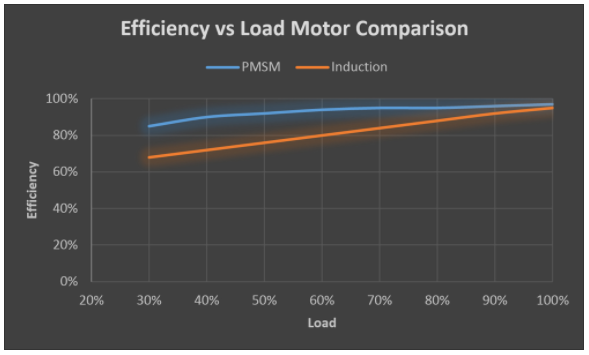 Efficiency vs Load Motor Comparison
PMSM Induction
100%
80%
60%
40%
20%
0%
Efficiency
20% 30% 40% 50% 60% 70% 80% 90% 100%
Load